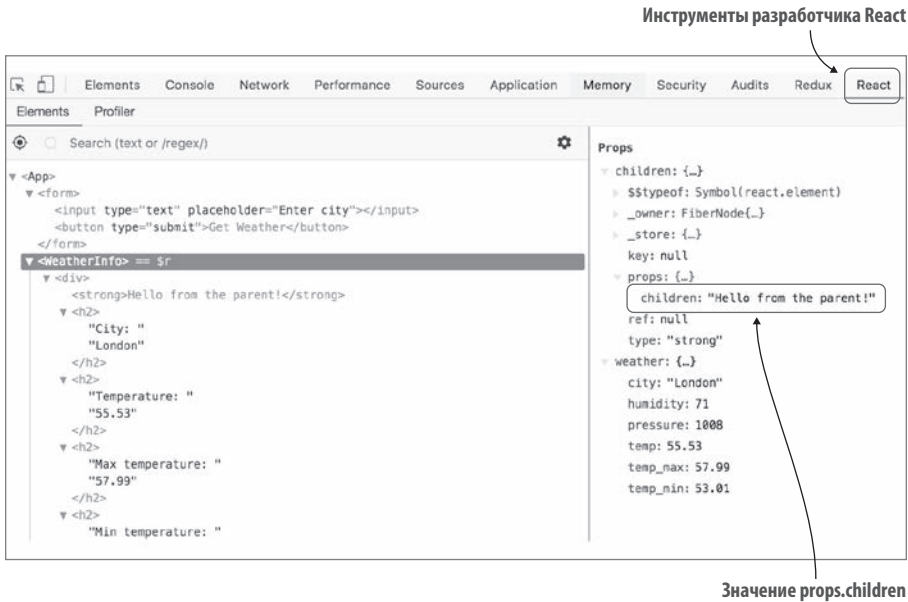 Инструменты разработчика React
Elements Console Network Performance Sources Application Memory Security Audits Redux React
Elements Profiler
Search (text or /regex/)
▼ <App>
▼ <form>
<input type="text" placeholder="Enter city"></input>
<button type="submit">Get Weather</button>
</form>
▼ <WeatherInfo> == $r
▼ <div>
<strong>Hello from the parent!</strong>
▼ <h2>
"City: "
"London"
</h2>
▼ <h2>
"Temperature: "
"55.53"
</h2>
▼ <h2>
"Max temperature: "
"57.99"
</h2>
▼ <h2>
"Min temperature: "
Props
▼ children: {…}
▶ $$typeof: Symbol(react.element)
▶ _owner: FiberNode{…}
▶ _store: {…}
key: null
▼ props: {…}
children: "Hello from the parent!"
ref: null
type: "strong"
▼ weather: {…}
city: "London"
humidity: 71
pressure: 1008
temp: 55.53
temp_max: 57.99
temp_min: 53.01
Значение props.children